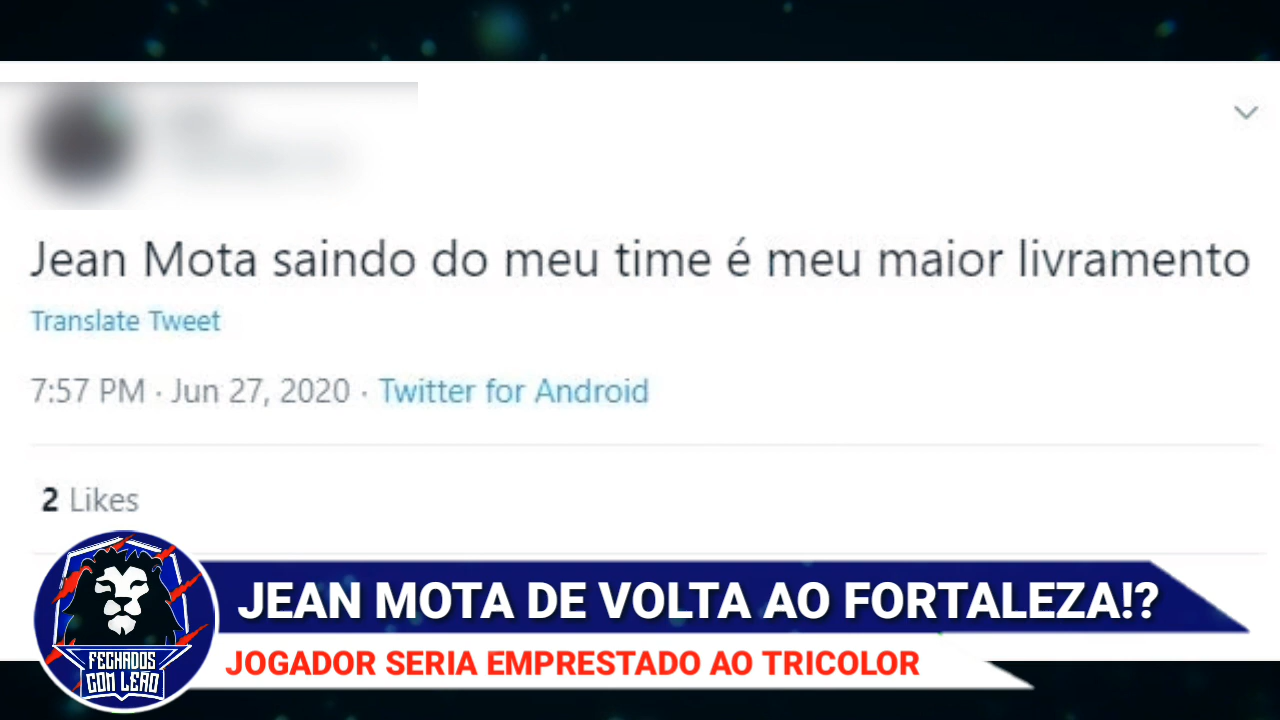 Jean Mota saindo do meu time é meu maior livramento
Translate Tweet
7:57 PM · Jun 27, 2020 · Twitter for Android
2 Likes
JEAN MOTA DE VOLTA AO FORTALEZA!?
JOGADOR SERIA EMPRESTADO AO TRICOLOR
FECHADOS
COM LEÃO